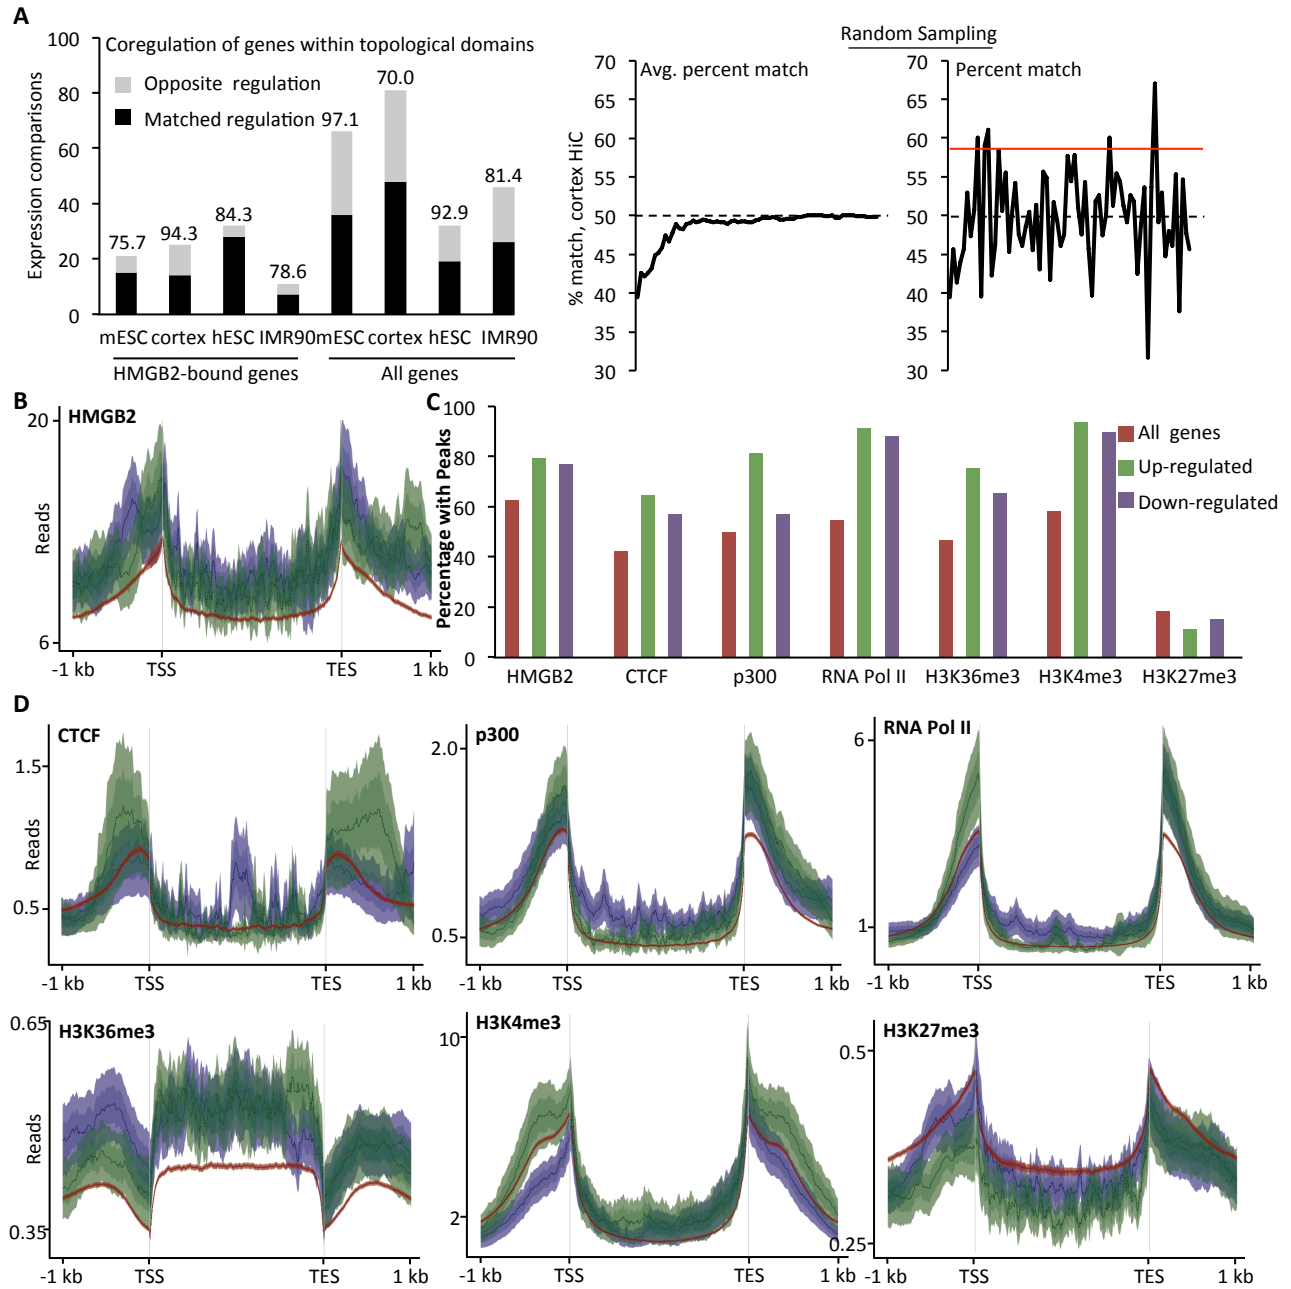 A
Coregulation of genes within topological domains
Opposite regulation
Matched regulation
Expression comparisons
100
80
60
40
20
0
75.7
94.3
84.3
78.6
97.1
70.0
92.9
81.4
mESC cortex hESC IMR90 mESC cortex hESC IMR90
HMGB2-bound genes
All genes
Random Sampling
Avg. percent match
% match, cortex HiC
70
65
60
55
50
45
40
35
30
Percent match
70
65
60
55
50
45
40
35
30
B
HMGB2
Reads
20
6
-1 kb TSS TES 1 kb
C
Percentage with Peaks
100
80
60
40
20
0
All genes
Up-regulated
Down-regulated
HMGB2 CTCF p300 RNA Pol II H3K36me3 H3K4me3 H3K27me3
D
CTCF
Reads
1.5
0.5
-1 kb TSS TES 1 kb
p300
2.0
0.5
-1 kb TSS TES 1 kb
RNA Pol II
6
1
-1 kb TSS TES 1 kb
H3K36me3
Reads
0.65
0.35
-1 kb TSS TES 1 kb
H3K4me3
10
2
-1 kb TSS TES 1 kb
H3K27me3
0.5
0.25
-1 kb TSS TES 1 kb